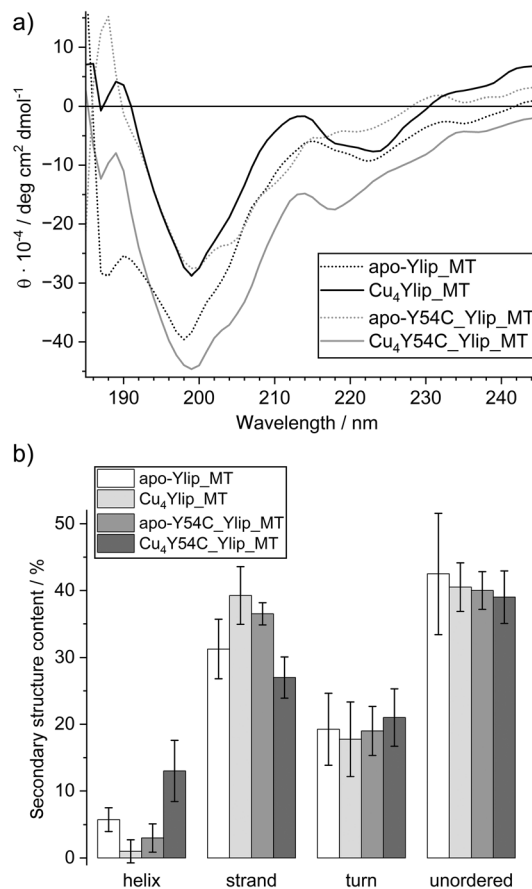 a)
10
0
−10
−20
−30
−40
θ · 10⁻⁴ / deg cm² dmol⁻¹
apo-Ylip_MT
Cu₄Ylip_MT
apo-Y54C_Ylip_MT
Cu₄Y54C_Ylip_MT
190 200 210 220 230 240
Wavelength / nm
b)
apo-Ylip_MT
Cu₄Ylip_MT
apo-Y54C_Ylip_MT
Cu₄Y54C_Ylip_MT
50
40
30
20
10
0
Secondary structure content / %
helix strand turn unordered